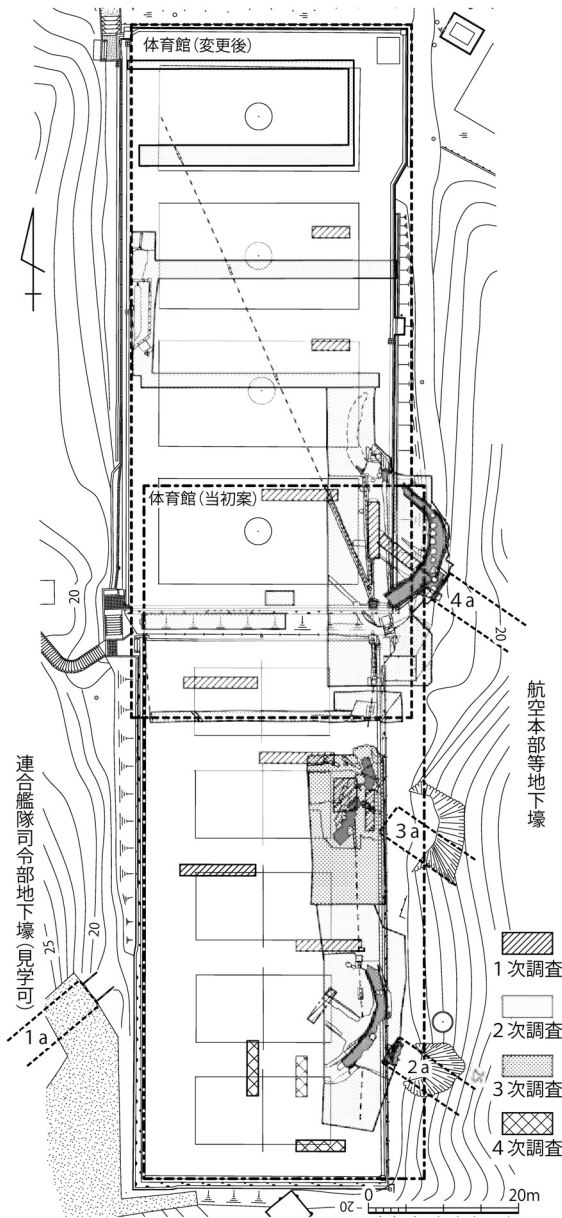 体育館(変更後)
体育館(当初案)
20
4a
20
航空本部等地下壕
3a
連合艦隊司令部地下壕(見学可)
20
25
1a
2a
25
1次調査
2次調査
3次調査
4次調査
20
0
20m